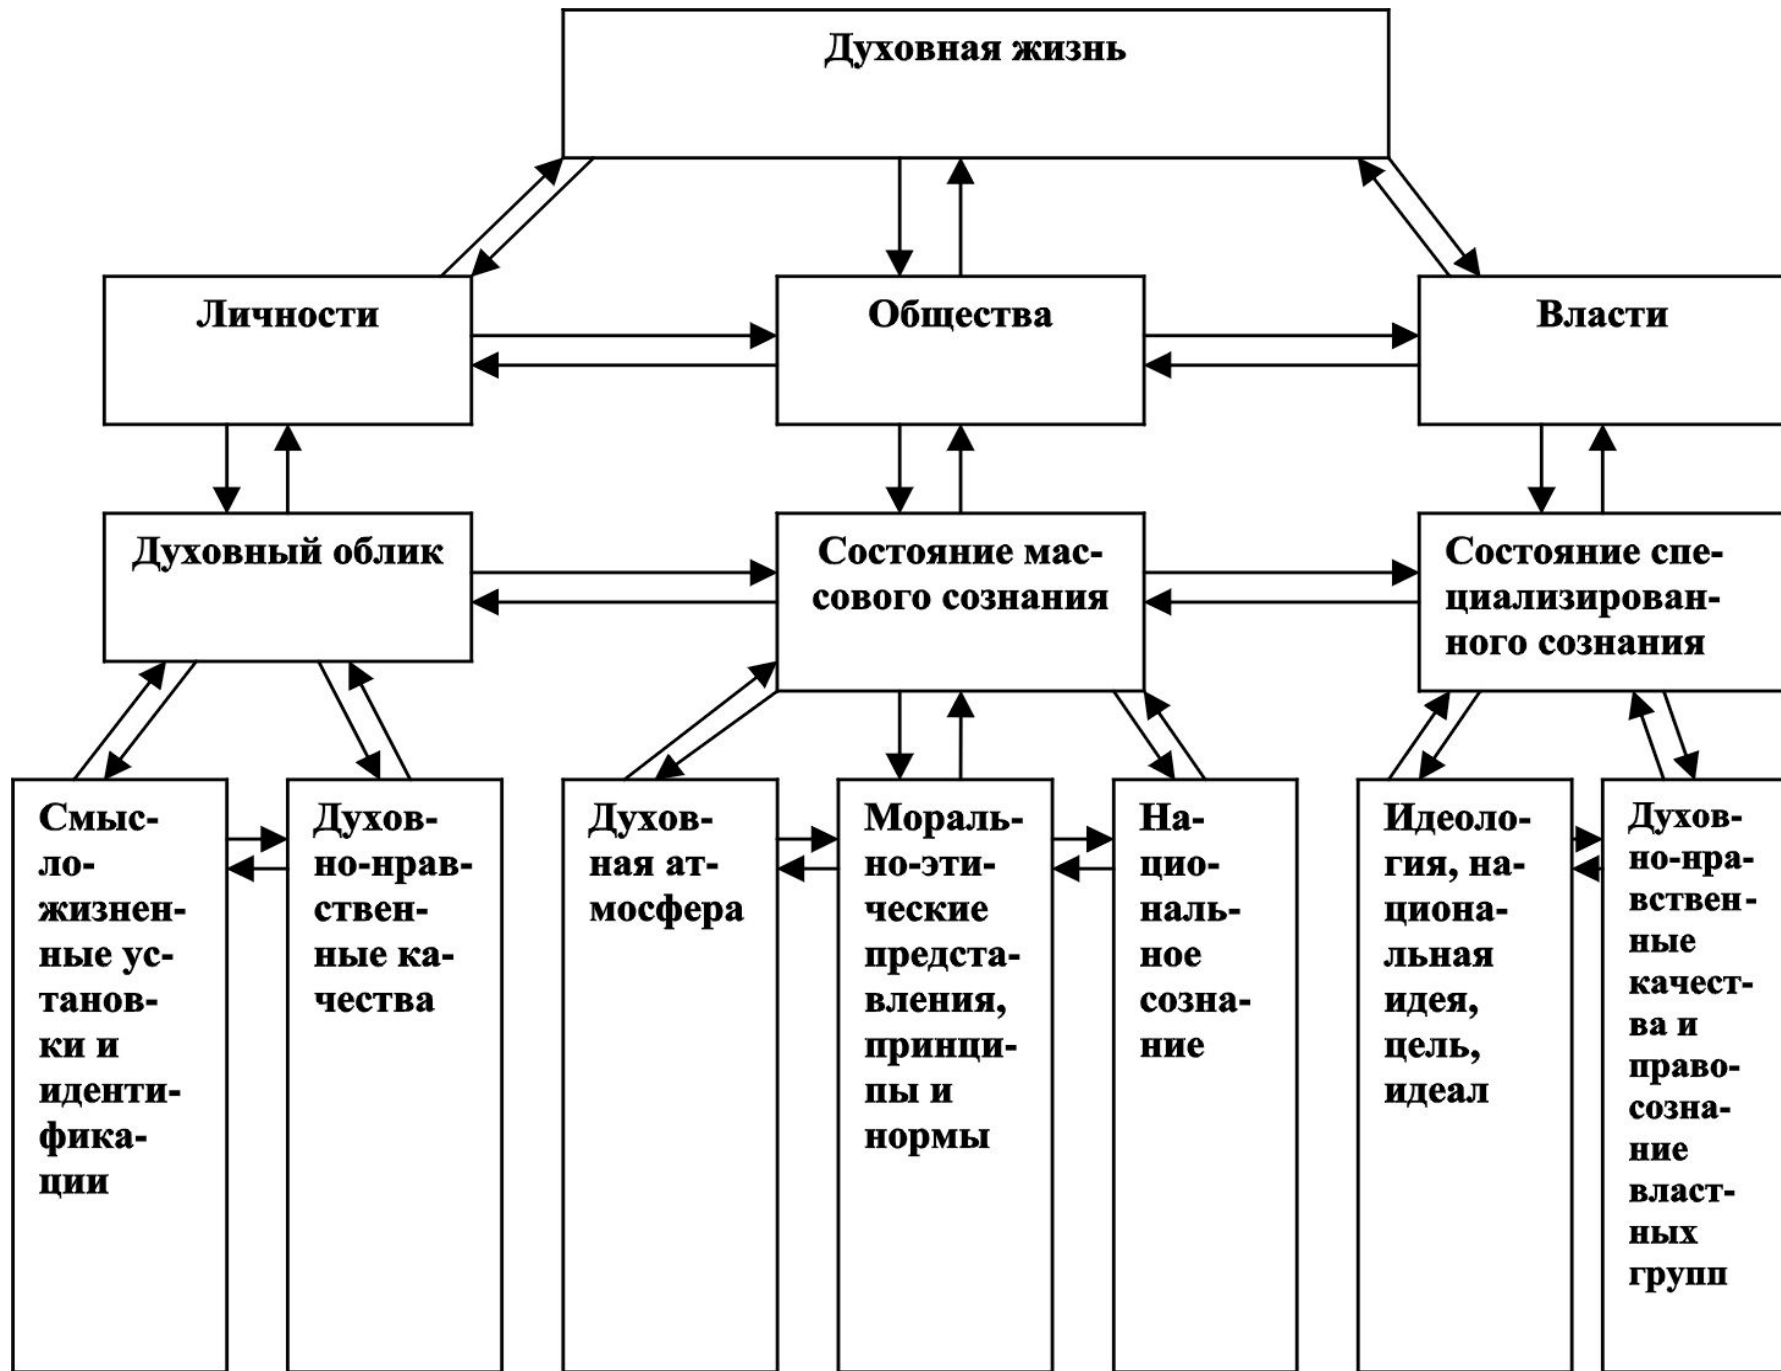 Духовная жизнь
Личности
Общества
Власти
Духовный облик
Состояние мас-
сового сознания
Состояние спе-
циализирован-
ного сознания
Смыс-
ло-
жизнен-
ные ус-
танов-
ки и
иденти-
фика-
ции
Духов-
но-нрав-
ствен-
ные ка-
чества
Духов-
ная ат-
мосфера
Мораль-
но-эти-
ческие
предста-
вления,
принци-
пы и
нормы
На-
цио-
наль-
ное
созна-
ние
Идеоло-
гия, на-
циона-
льная
идея,
цель,
идеал
Духов-
но-нра-
вствен-
ные
качест-
ва и
право-
созна-
ние
власт-
ных
групп